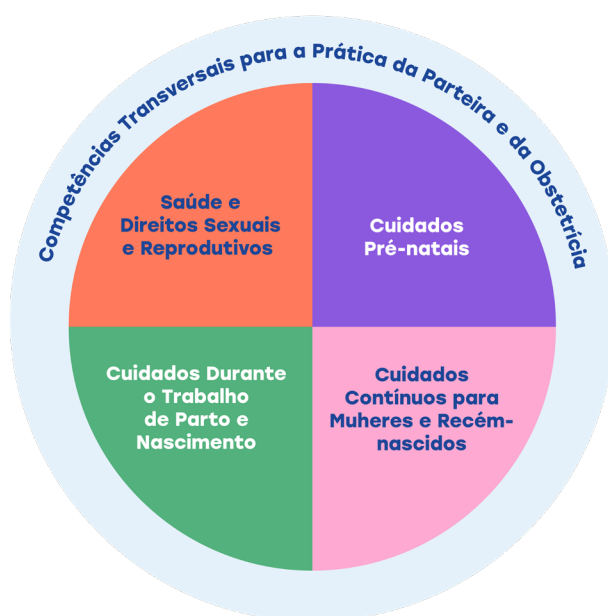 Competências Transversais para a Prática da Parteira e da Obstetrícia
Saúde e
Direitos Sexuais
e Reprodutivos
Cuidados
Pré-natais
Cuidados Durante
o Trabalho
de Parto e
Nascimento
Cuidados
Contínuos para
Muheres e Recém-
nascidos